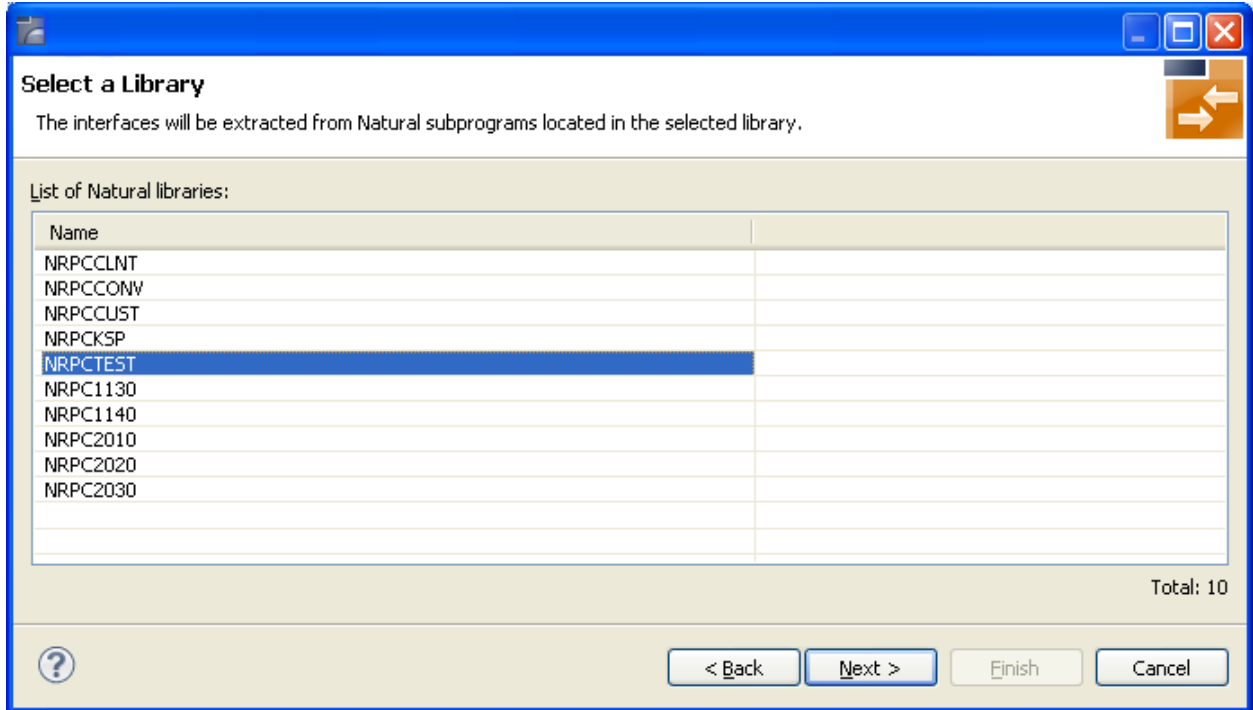 Select a Library
The interfaces will be extracted from Natural subprograms located in the selected library.
List of Natural libraries:
Name
NRPCCLNT
NRPCCONV
NRPCCUST
NRPCKSP
NRPCTEST
NRPC1130
NRPC1140
NRPC2010
NRPC2020
NRPC2030
Total: 10
? < Back Next > Finish Cancel